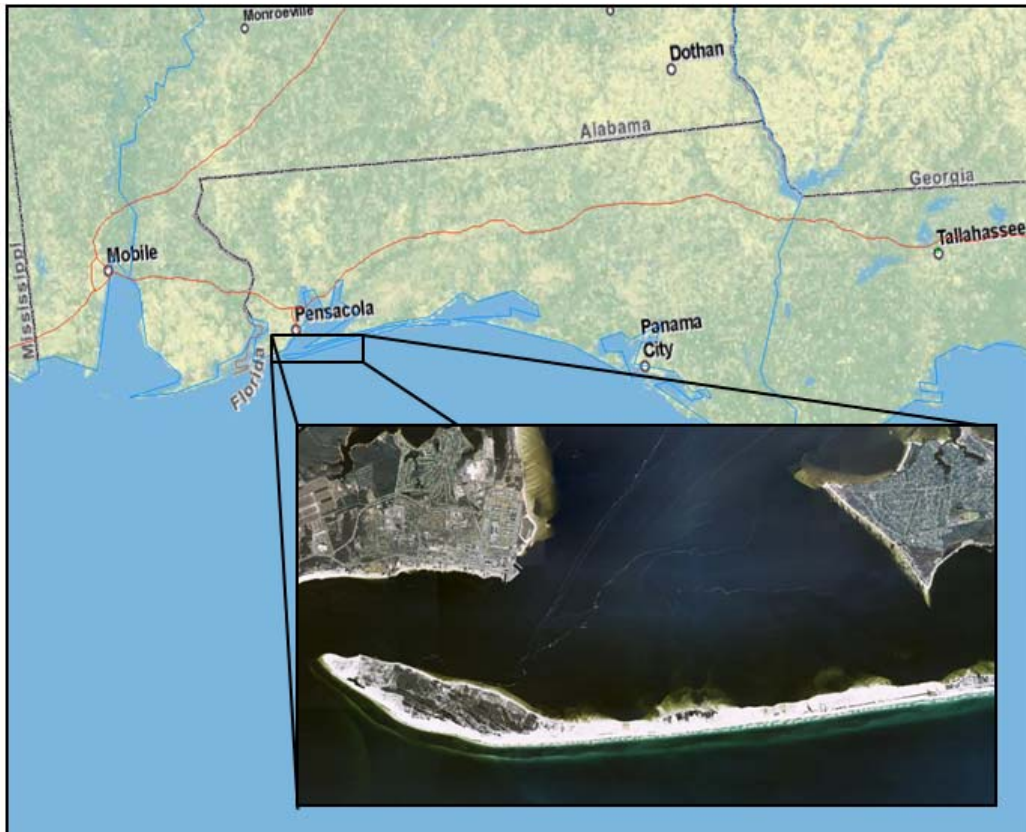 Monroeville
Dothan
Alabama
Georgia
Tallahassee
Mobile
Mississippi
Pensacola
Panama
City
Florida